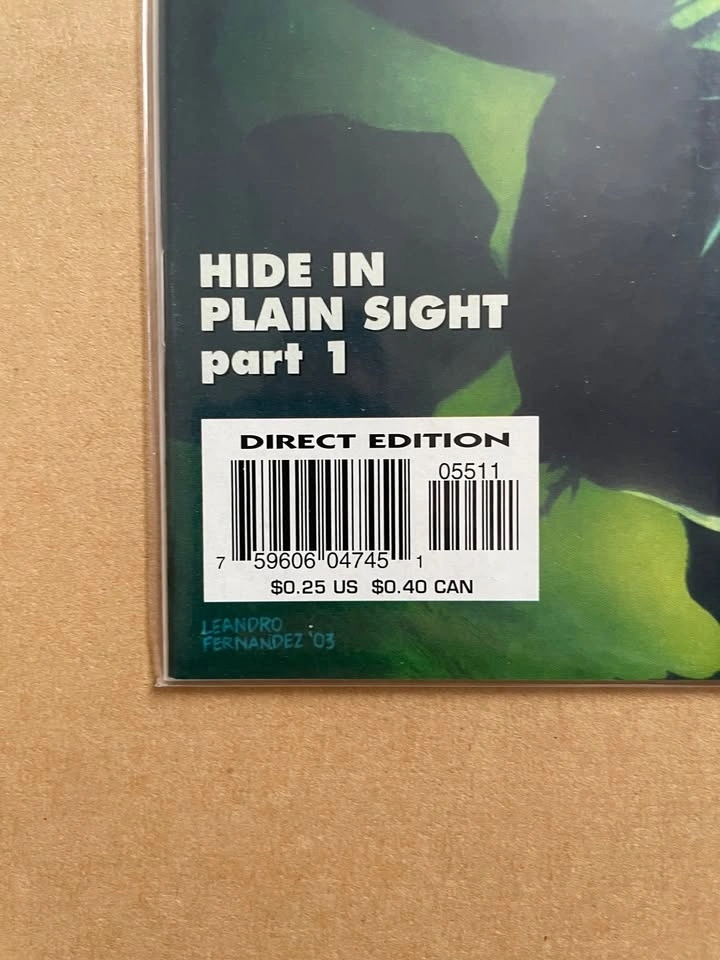 HIDE IN
PLAIN SIGHT
part 1
DIRECT EDITION
05511
7 59606 04745 1
$0.25 US $0.40 CAN
LEANDRO
FERNANDEZ '03